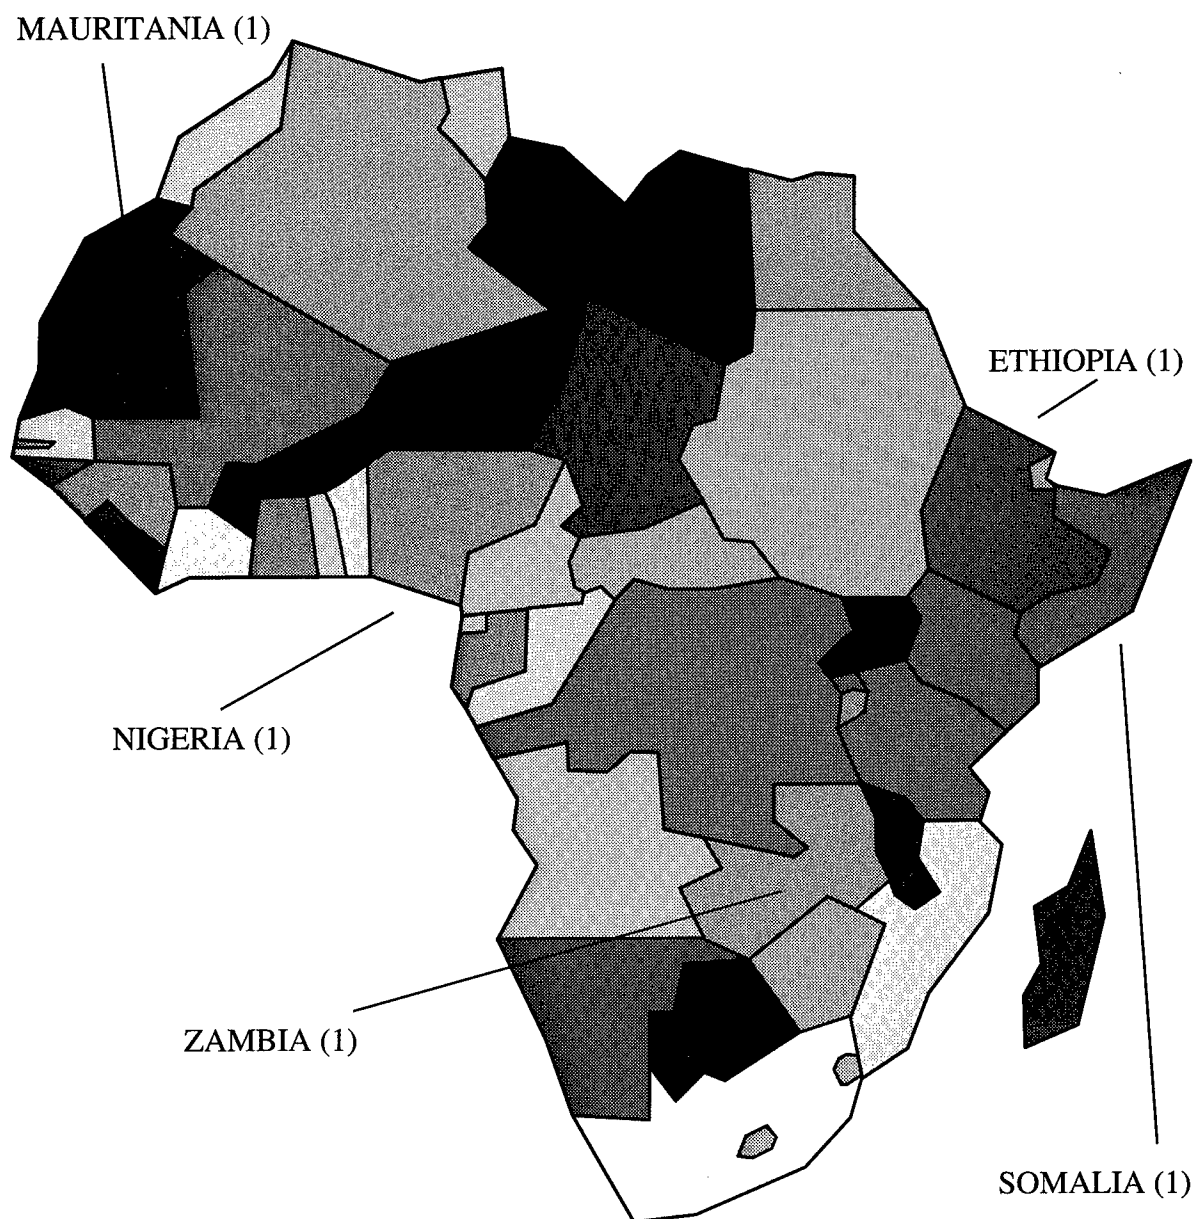 MAURITANIA (1)
ETHIOPIA (1)
NIGERIA (1)
ZAMBIA (1)
SOMALIA (1)